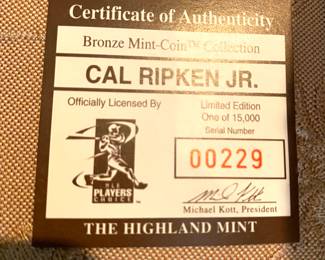 Certificate of Authenticity
Bronze Mint-Coin™ Collection
CAL RIPKEN JR.
Officially Licensed By
Limited Edition
One of 15,000
Serial Number
00229
MLB
PLAYERS
CHOICE
Michael Kott, President
THE HIGHLAND MINT